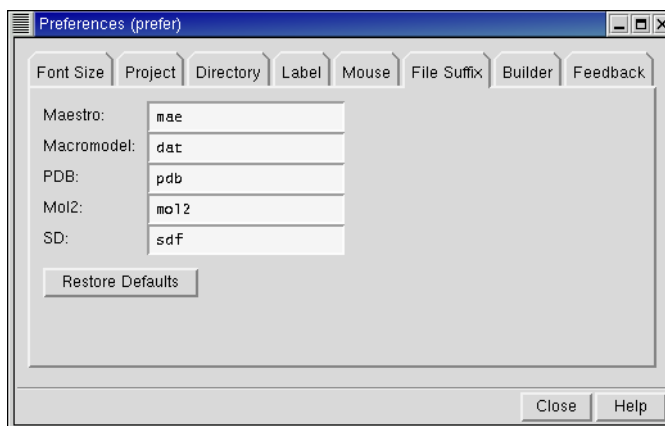 Preferences (prefer)
Font Size Project Directory Label Mouse File Suffix Builder Feedback
Maestro: mae
Macromodel: dat
PDB: pdb
Mol2: mol2
SD: sdf
Restore Defaults
Close Help